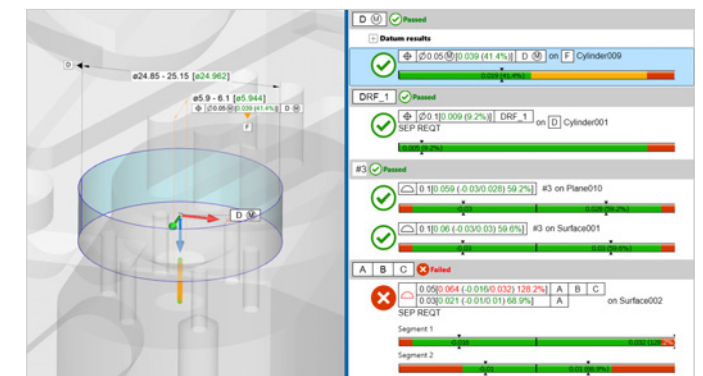 D
ø24.85 - 25.15 [ø24.962]
ø5.9 - 6.1 [ø5.944]
⌖ ∅0.05Ⓜ[0.039 (41.4%)] D Ⓜ
F
D Ⓜ
D Ⓜ Passed
Datum results
⌖ ∅0.05Ⓜ[0.039 (41.4%)] D Ⓜ on F Cylinder009
0.039 (41.4%)
DRF_1 Passed
⌖ ∅0.1[0.009 (9.2%)] DRF_1 on D Cylinder001
SEP REQT
0.005 (9.2%)
#3 Passed
⌓ 0.1[0.059 (-0.03/0.028) 59.2%] #3 on Plane010
-0.03 0.028 (59.2%)
⌓ 0.1[0.06 (-0.03/0.03) 59.6%] #3 on Surface001
-0.03 0.03 (59.6%)
A B C Failed
⌓ 0.05[0.064 (-0.016/0.032) 128.2%] A B C
0.03[0.021 (-0.01/0.01) 68.9%] A on Surface002
SEP REQT
Segment 1
-0.016 0.032 (128.2%)
Segment 2
-0.01 0.01 (68.9%)